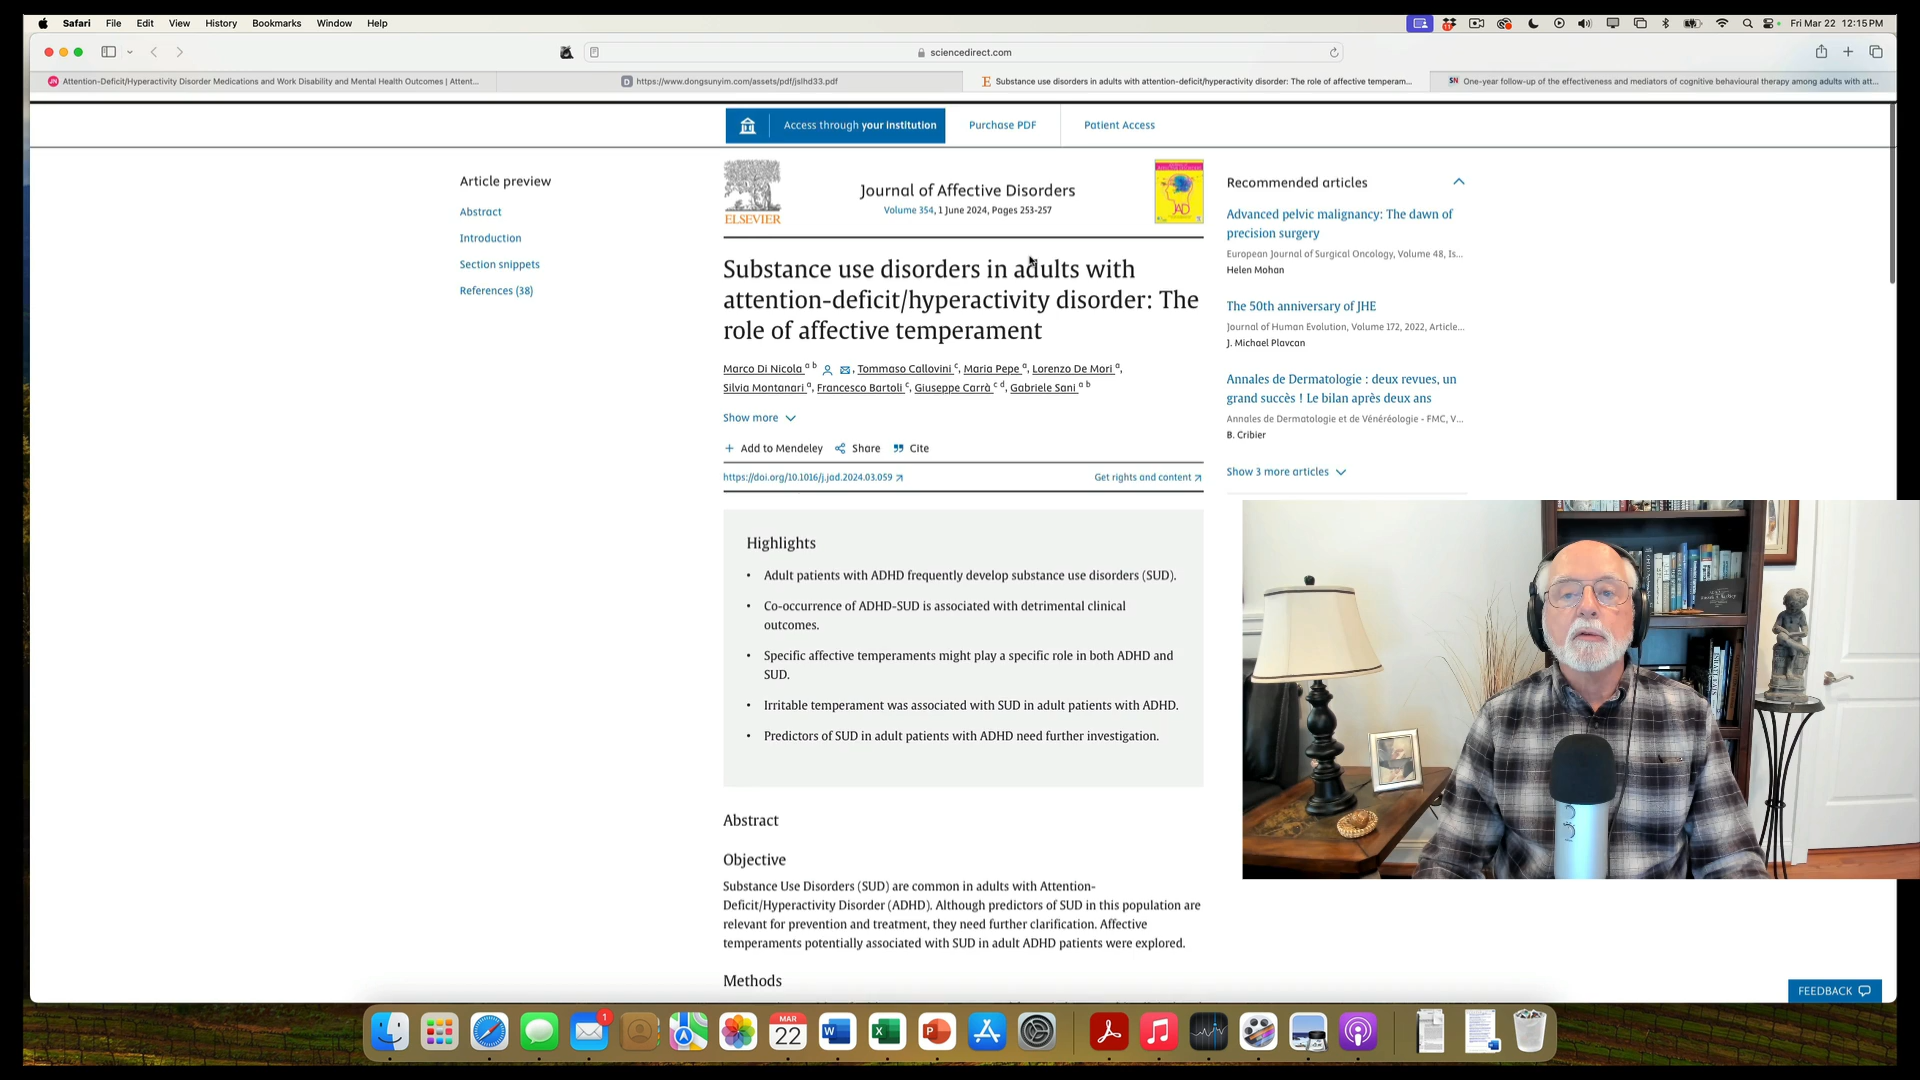 Safari File Edit View History Bookmarks Window Help Fri Mar 22 12:15 PM
sciencedirect.com
Attention-Deficit/Hyperactivity Disorder Medications and Work Disability and Mental Health Outcomes | Attent...
https://www.dongsunyim.com/assets/pdf/jslhd33.pdf
Substance use disorders in adults with attention-deficit/hyperactivity disorder: The role of affective temperam...
One-year follow-up of the effectiveness and mediators of cognitive behavioural therapy among adults with att...
Access through your institution
Purchase PDF
Patient Access
Article preview
Abstract
Introduction
Section snippets
References (38)
ELSEVIER
Journal of Affective Disorders
Volume 354, 1 June 2024, Pages 253-257
JAD
Substance use disorders in adults with
attention-deficit/hyperactivity disorder: The
role of affective temperament
Marco Di Nicola a b, Tommaso Callovini c, Maria Pepe a, Lorenzo De Mori a,
Silvia Montanari a, Francesco Bartoli c, Giuseppe Carrà c d, Gabriele Sani a b
Show more
Add to Mendeley Share Cite
https://doi.org/10.1016/j.jad.2024.03.059
Get rights and content
Highlights
• Adult patients with ADHD frequently develop substance use disorders (SUD).
• Co-occurrence of ADHD-SUD is associated with detrimental clinical
outcomes.
• Specific affective temperaments might play a specific role in both ADHD and
SUD.
• Irritable temperament was associated with SUD in adult patients with ADHD.
• Predictors of SUD in adult patients with ADHD need further investigation.
Abstract
Objective
Substance Use Disorders (SUD) are common in adults with Attention-
Deficit/Hyperactivity Disorder (ADHD). Although predictors of SUD in this population are
relevant for prevention and treatment, they need further clarification. Affective
temperaments potentially associated with SUD in adult ADHD patients were explored.
Methods
Recommended articles
Advanced pelvic malignancy: The dawn of
precision surgery
European Journal of Surgical Oncology, Volume 48, Is...
Helen Mohan
The 50th anniversary of JHE
Journal of Human Evolution, Volume 172, 2022, Article...
J. Michael Plavcan
Annales de Dermatologie : deux revues, un
grand succès ! Le bilan après deux ans
Annales de Dermatologie et de Vénéréologie - FMC, V...
B. Cribier
Show 3 more articles
FEEDBACK
1
MAR
22